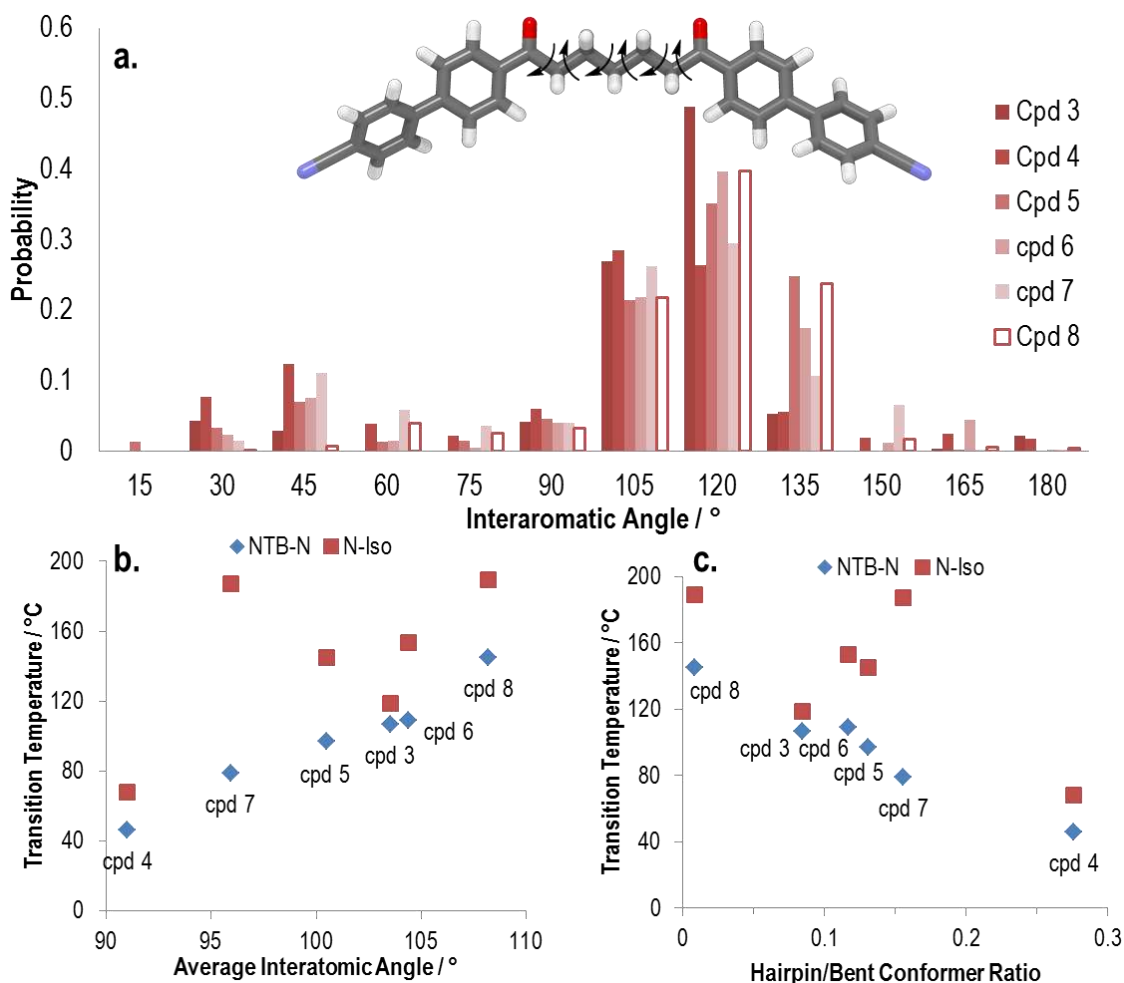 a.
Probability
0.6
0.5
0.4
0.3
0.2
0.1
0
15 30 45 60 75 90 105 120 135 150 165 180
Interaromatic Angle / °
Cpd 3
Cpd 4
Cpd 5
cpd 6
cpd 7
Cpd 8
b.
NTB-N N-Iso
Transition Temperature / °C
200
160
120
80
40
0
cpd 4
cpd 7
cpd 5
cpd 3
cpd 6
cpd 8
90 95 100 105 110
Average Interatomic Angle / °
c.
NTB-N N-Iso
Transition Temperature / °C
200
160
120
80
40
0
cpd 8
cpd 3 cpd 6
cpd 5
cpd 7
cpd 4
0 0.1 0.2 0.3
Hairpin/Bent Conformer Ratio